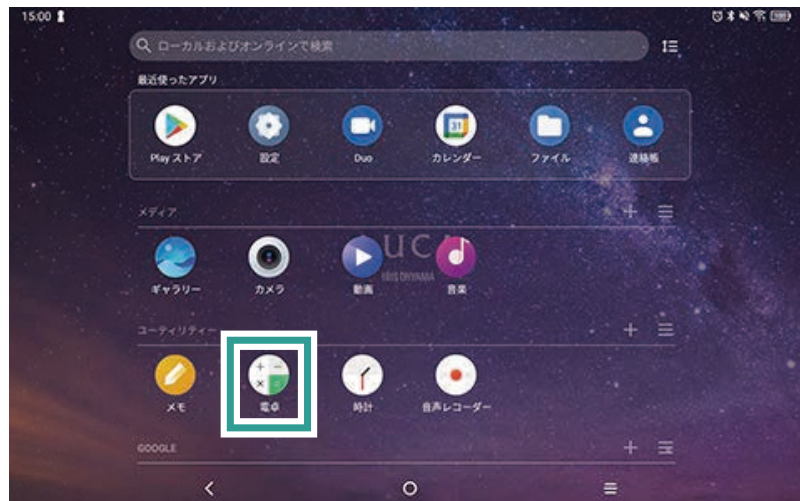 15:00
ローカルおよびオンラインで検索
最近使ったアプリ
Play ストア
設定
Duo
カレンダー
ファイル
連絡帳
31
メディア
UC
IRIS OHYAMA
ギャラリー
カメラ
動画
音楽
ユーティリティー
メモ
電卓
時計
音声レコーダー
GOOGLE